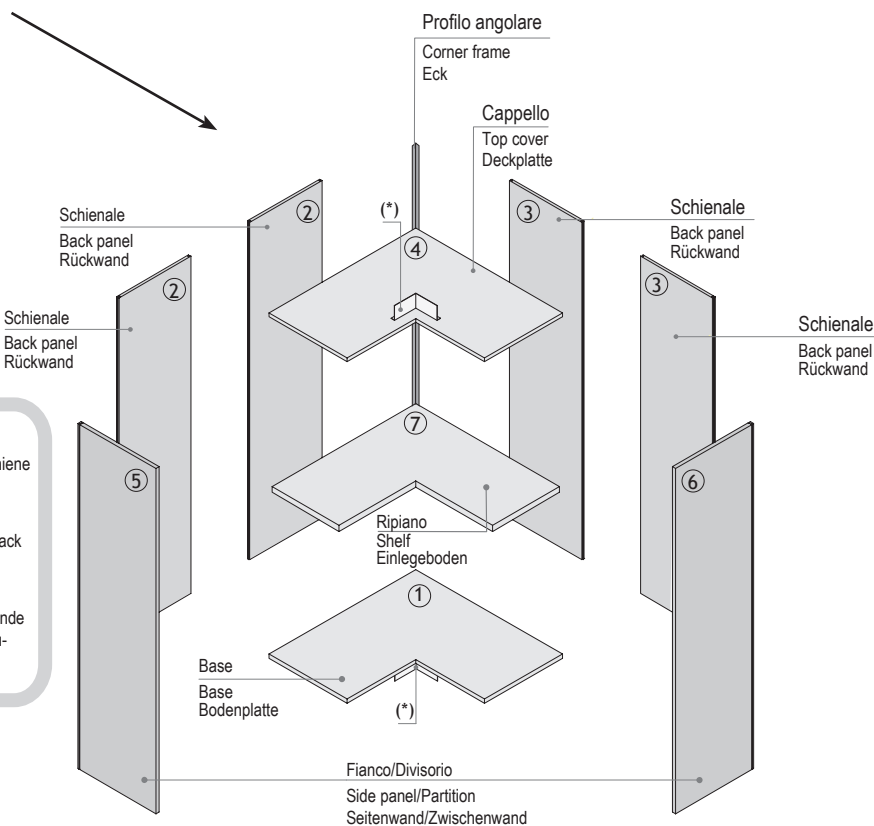 Profilo angolare
Corner frame
Eck
Cappello
Top cover
Deckplatte
Schienale
Back panel
Rückwand
2
(*)
4
3
Schienale
Back panel
Rückwand
2
3
Schienale
Back panel
Rückwand
Schienale
Back panel
Rückwand
7
5
6
Ripiano
Shelf
Einlegeboden
1
Base
Base
Bodenplatte
(*)
Fianco/Divisorio
Side panel/Partition
Seitenwand/Zwischenwand